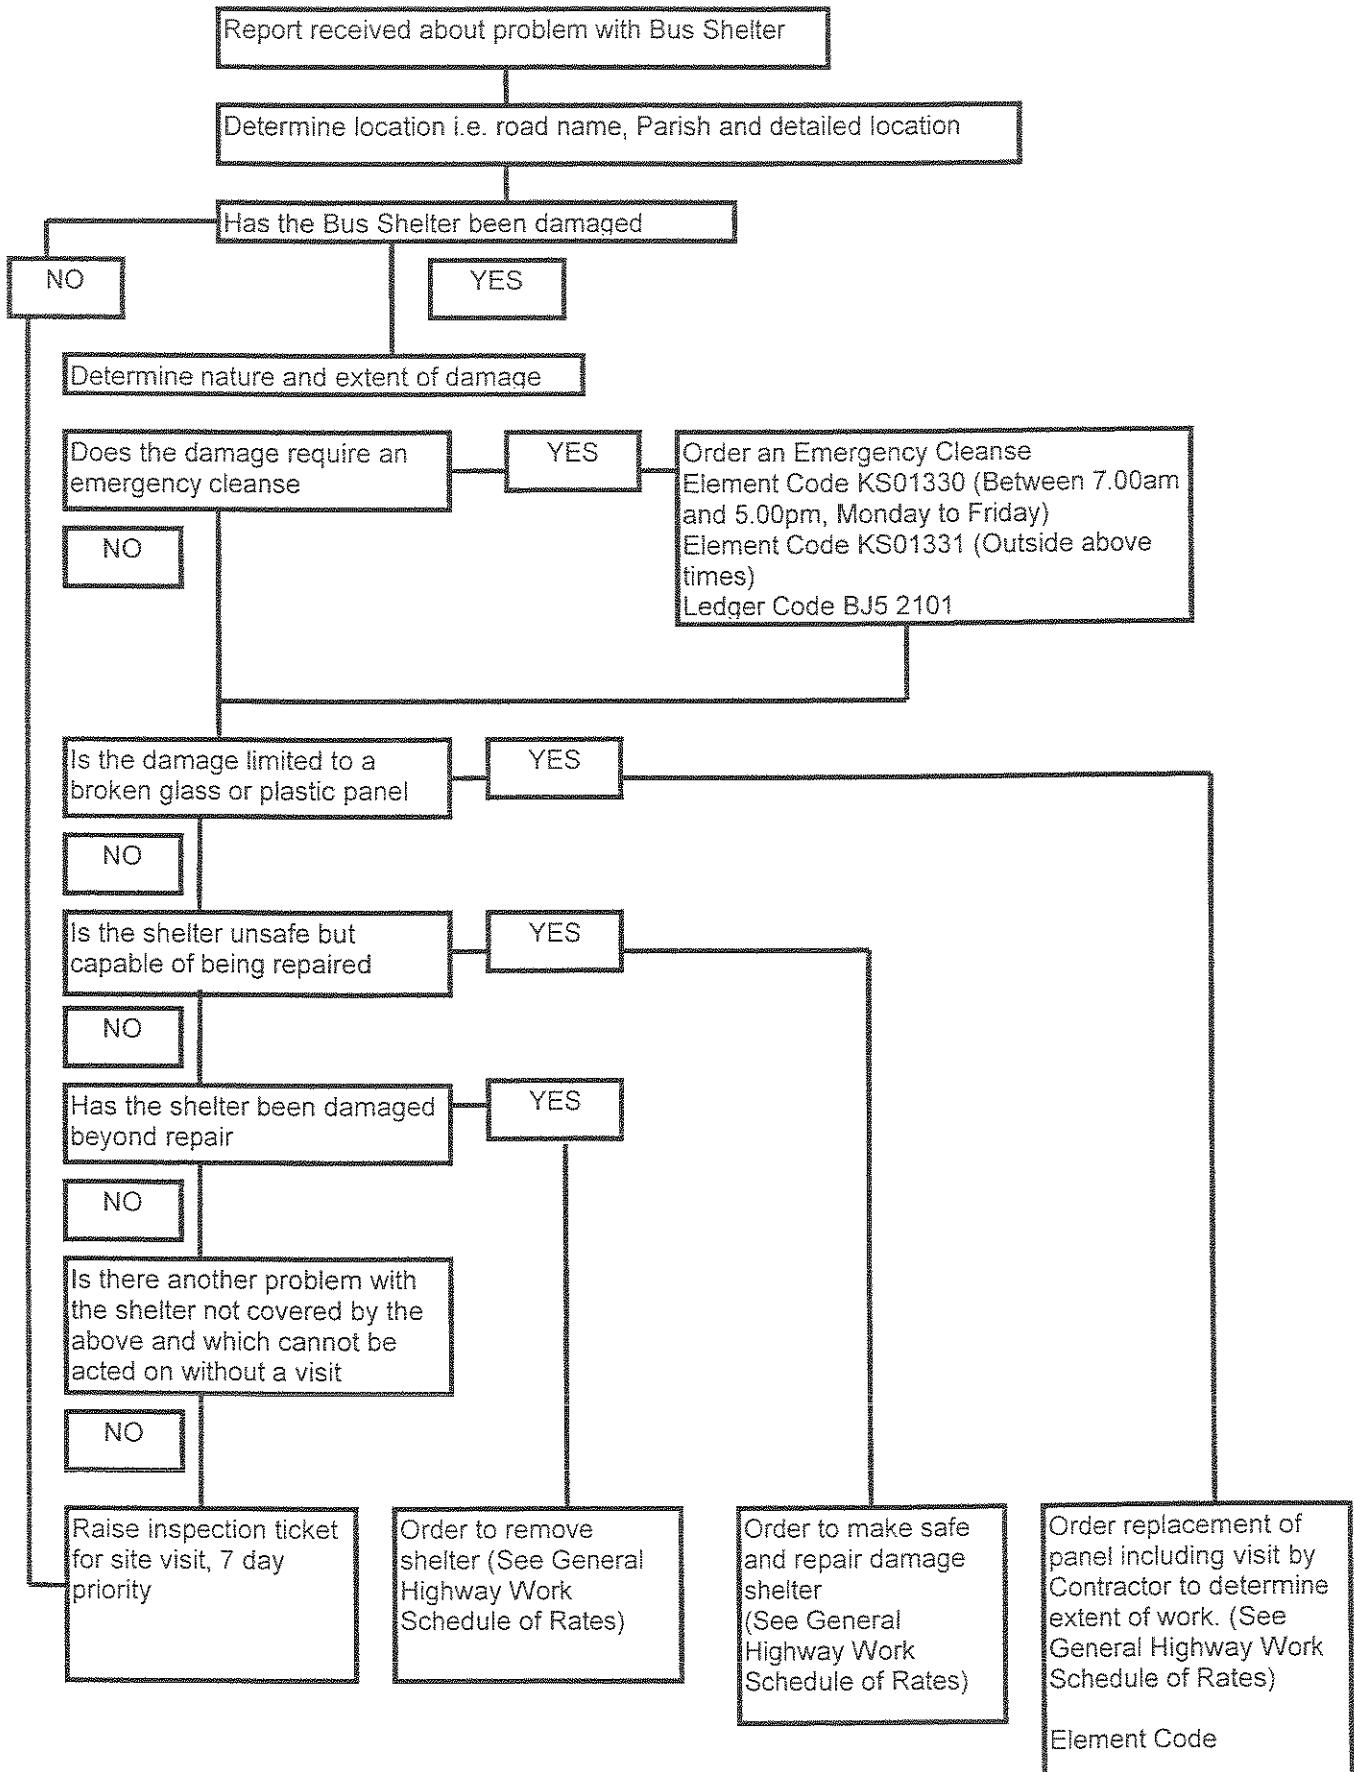 Report received about problem with Bus Shelter
Determine location i.e. road name, Parish and detailed location
Has the Bus Shelter been damaged
NO
YES
Determine nature and extent of damage
Does the damage require an
emergency cleanse
YES
Order an Emergency Cleanse
Element Code KS01330 (Between 7.00am
and 5.00pm, Monday to Friday)
Element Code KS01331 (Outside above
times)
Ledger Code BJ5 2101
NO
Is the damage limited to a
broken glass or plastic panel
YES
NO
Is the shelter unsafe but
capable of being repaired
YES
NO
Has the shelter been damaged
beyond repair
YES
NO
Is there another problem with
the shelter not covered by the
above and which cannot be
acted on without a visit
NO
Raise inspection ticket
for site visit, 7 day
priority
Order to remove
shelter (See General
Highway Work
Schedule of Rates)
Order to make safe
and repair damage
shelter
(See General
Highway Work
Schedule of Rates)
Order replacement of
panel including visit by
Contractor to determine
extent of work. (See
General Highway Work
Schedule of Rates)
Element Code